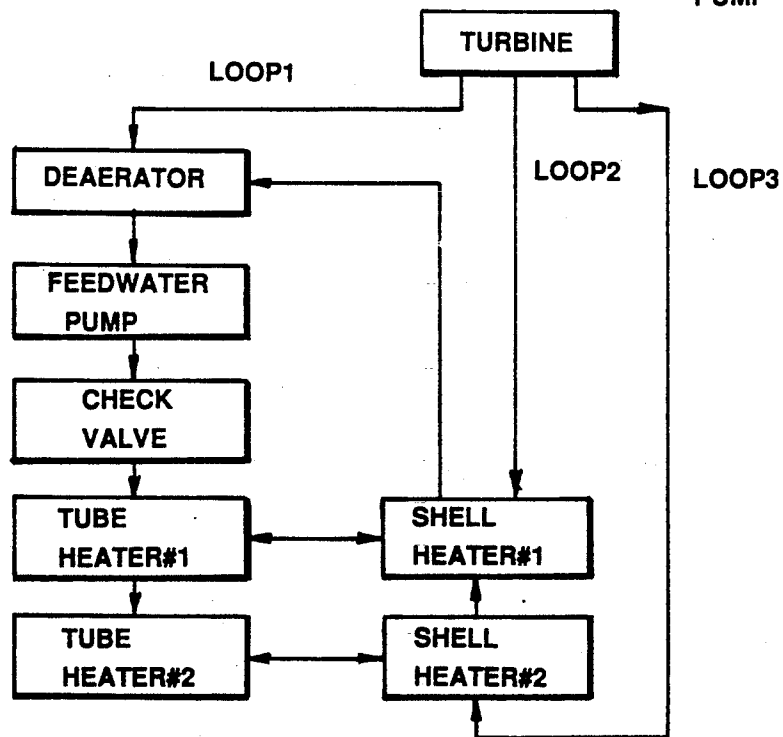 PUMP
TURBINE
LOOP1
DEAERATOR
LOOP2
LOOP3
FEEDWATER
PUMP
CHECK
VALVE
TUBE
HEATER#1
SHELL
HEATER#1
TUBE
HEATER#2
SHELL
HEATER#2